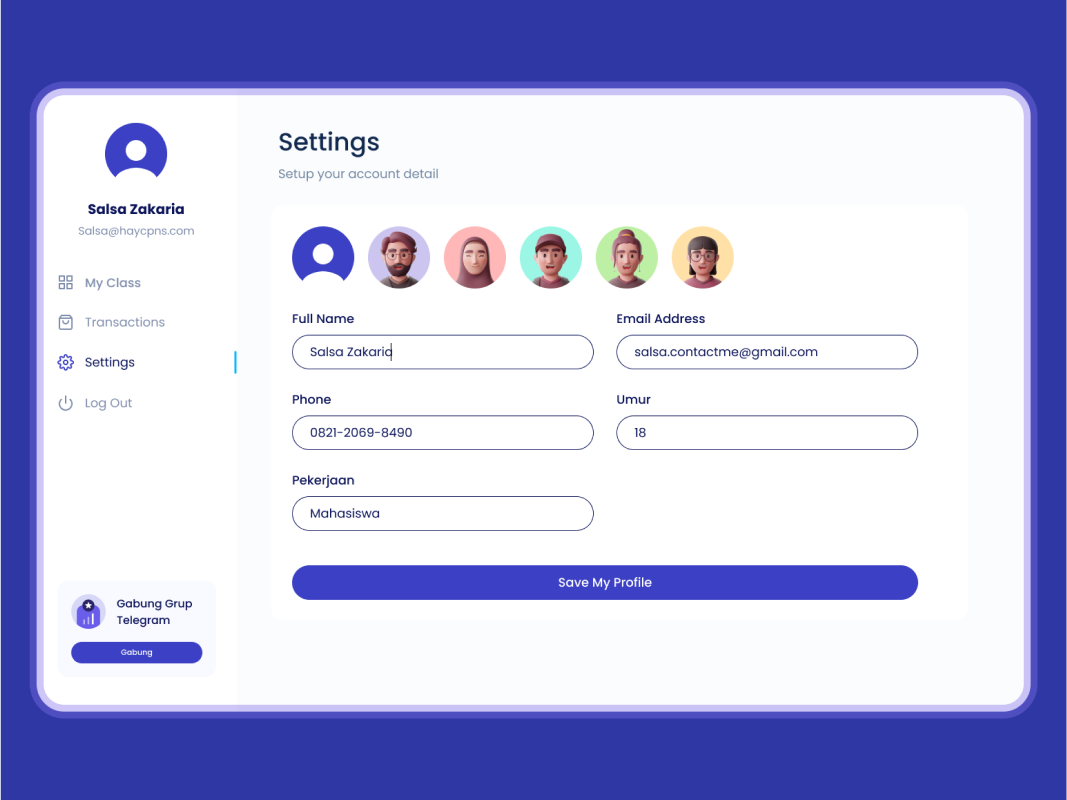 Salsa Zakaria
Salsa@haycpns.com
My Class
Transactions
Settings
Log Out
Gabung Grup
Telegram
Gabung
Settings
Setup your account detail
Full Name
Email Address
Salsa Zakaria
salsa.contactme@gmail.com
Phone
Umur
0821-2069-8490
18
Pekerjaan
Mahasiswa
Save My Profile